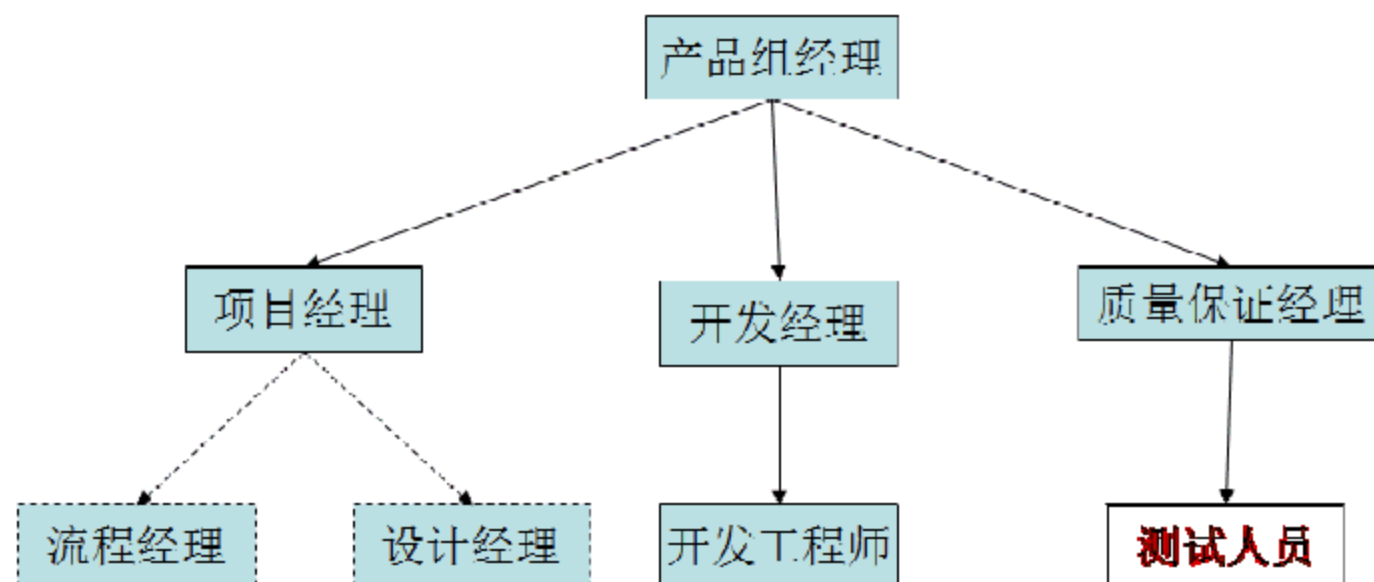 产品组经理
项目经理
开发经理
质量保证经理
流程经理
设计经理
开发工程师
测试人员